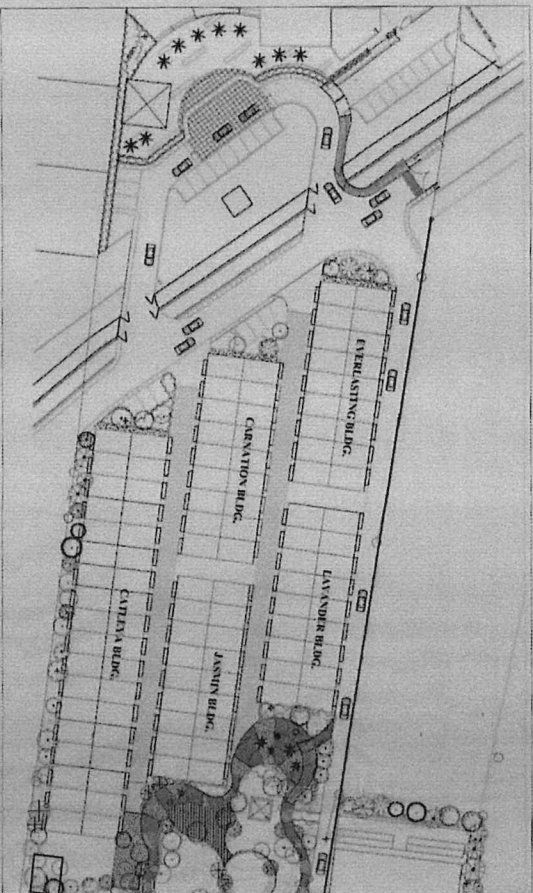 EVERLASTING BLDG.
CARNATION BLDG.
LAVANDER BLDG.
CATLEYA BLDG.
JASMIN BLDG.